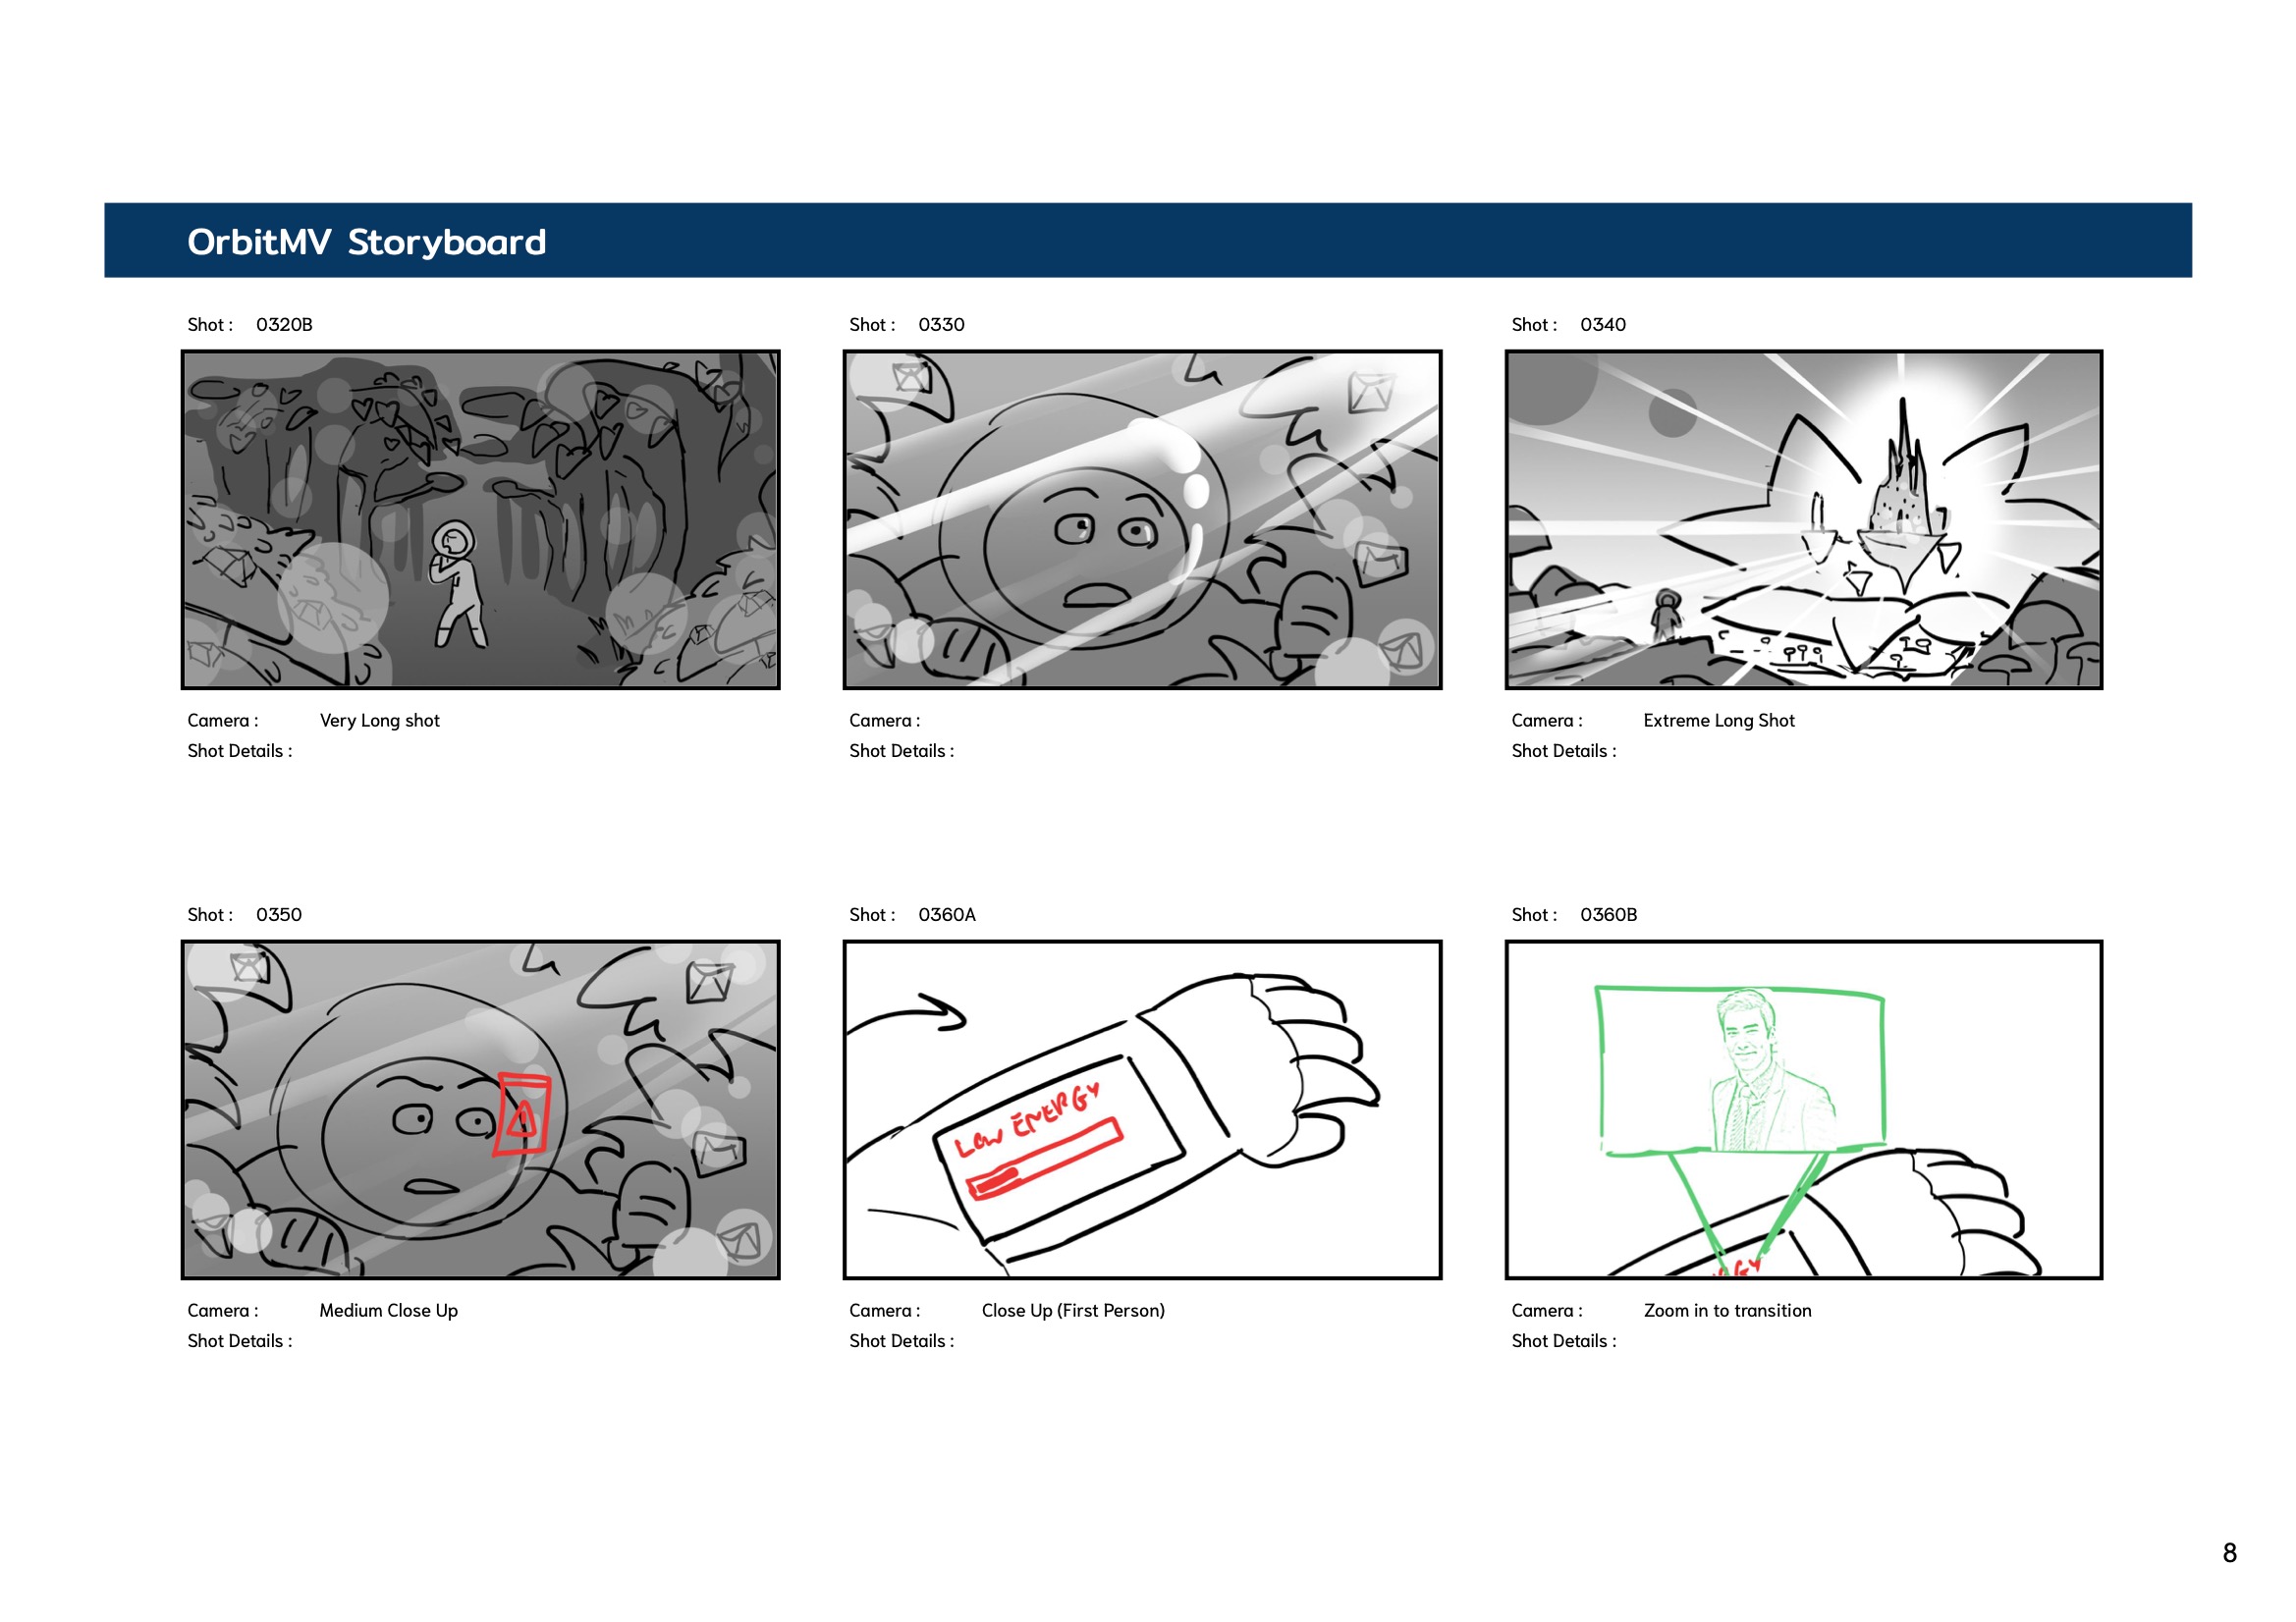 OrbitMV Storyboard
Shot : 0320B
Shot : 0330
Shot : 0340
Camera : Very Long shot
Shot Details :
Camera :
Shot Details :
Camera : Extreme Long Shot
Shot Details :
Shot : 0350
Shot : 0360A
Shot : 0360B
LOW ENERGY
GY
Camera : Medium Close Up
Shot Details :
Camera : Close Up (First Person)
Shot Details :
Camera : Zoom in to transition
Shot Details :
8